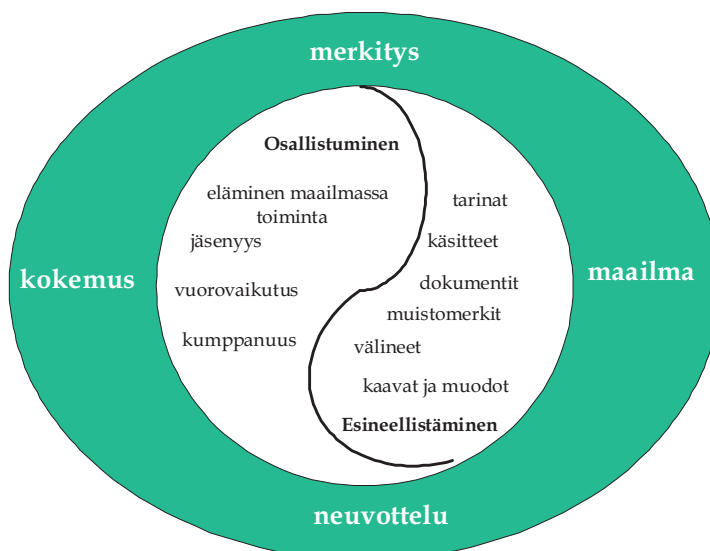 merkitys
Osallistuminen
eläminen maailmassa
toiminta
jäsenyys
vuorovaikutus
kumppanuus
tarinat
käsitteet
dokumentit
muistomerkit
välineet
kaavat ja muodot
Esineellistäminen
kokemus
maailma
neuvottelu